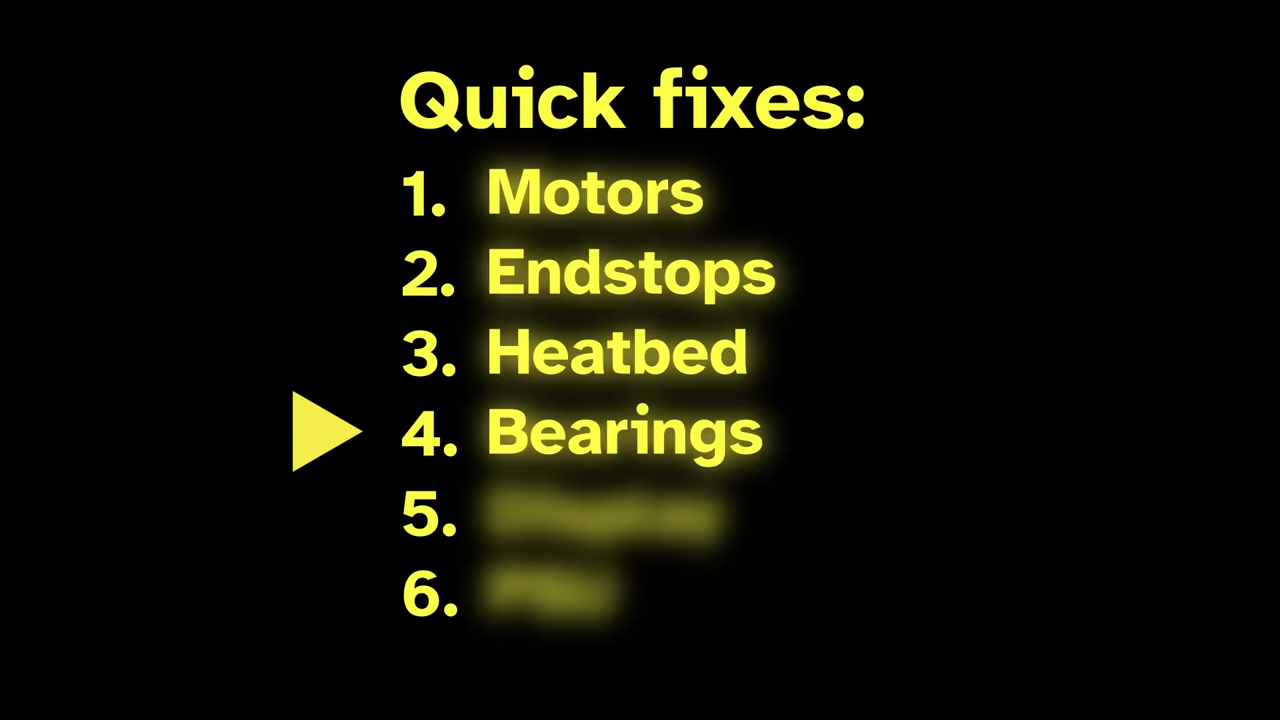 Quick fixes:
1. Motors
2. Endstops
3. Heatbed
4. Bearings
5.
6.